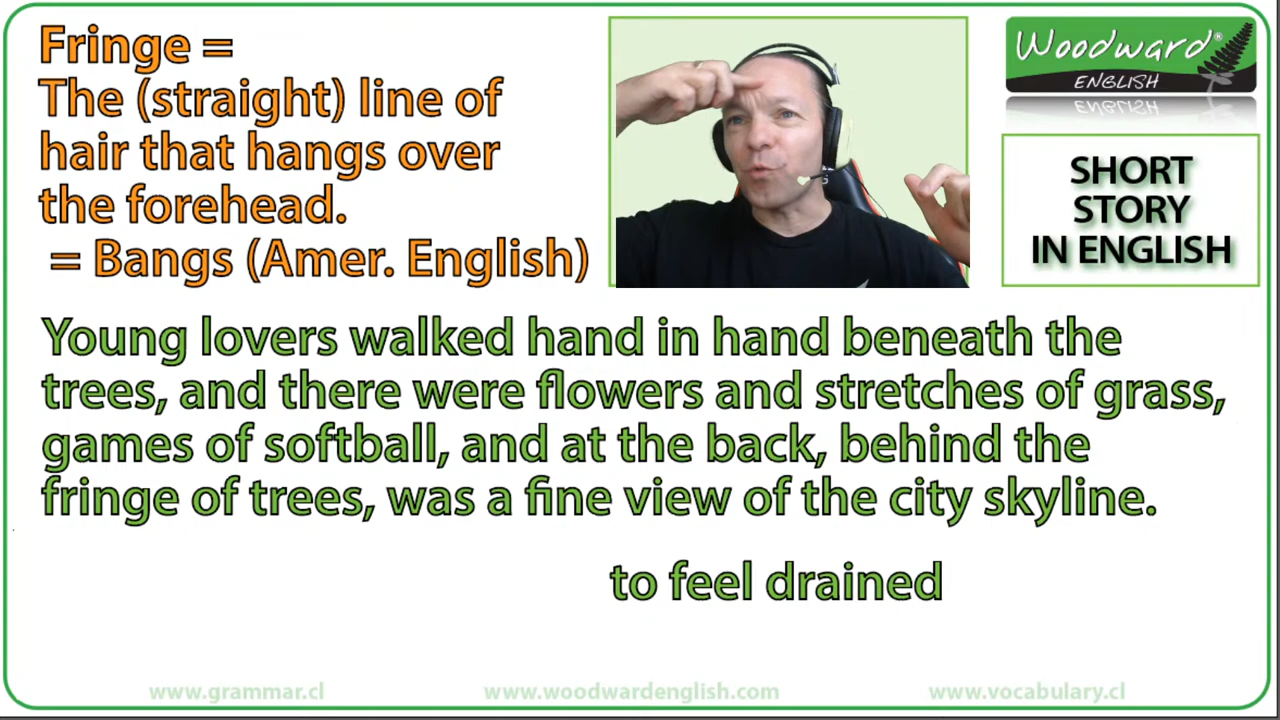 Fringe =
The (straight) line of
hair that hangs over
the forehead.
= Bangs (Amer. English)
Woodward®
ENGLISH
SHORT
STORY
IN ENGLISH
Young lovers walked hand in hand beneath the
trees, and there were flowers and stretches of grass,
games of softball, and at the back, behind the
fringe of trees, was a fine view of the city skyline.
to feel drained
www.grammar.cl
www.woodwardenglish.com
www.vocabulary.cl